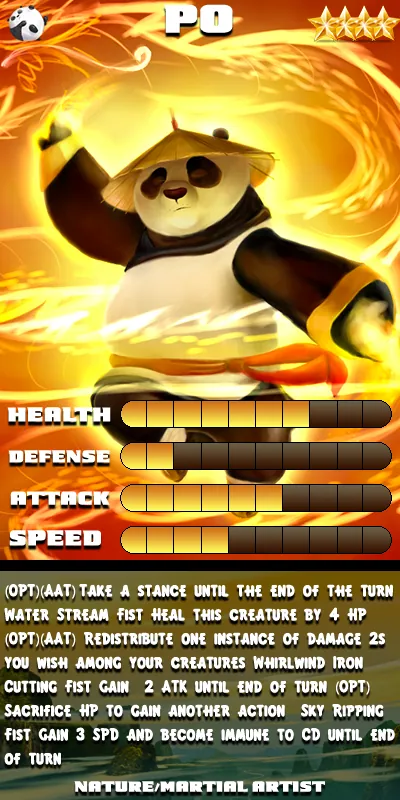 PO
HEALTH
DEFENSE
ATTACK
SPEED
(OPT)(AAT) TAKE A STANCE UNTIL THE END OF THE TURN
WATER STREAM FIST HEAL THIS CREATURE BY 4 HP
(OPT)(AAT) REDISTRIBUTE ONE INSTANCE OF DAMAGE 2S
YOU WISH AMONG YOUR CREATURES WHIRLWIND IRON
CUTTING FIST GAIN 2 ATK UNTIL END OF TURN (OPT)
SACRIFICE HP TO GAIN ANOTHER ACTION SKY RIPPING
FIST GAIN 3 SPD AND BECOME IMMUNE TO CD UNTIL END
OF TURN
NATURE/MARTIAL ARTIST